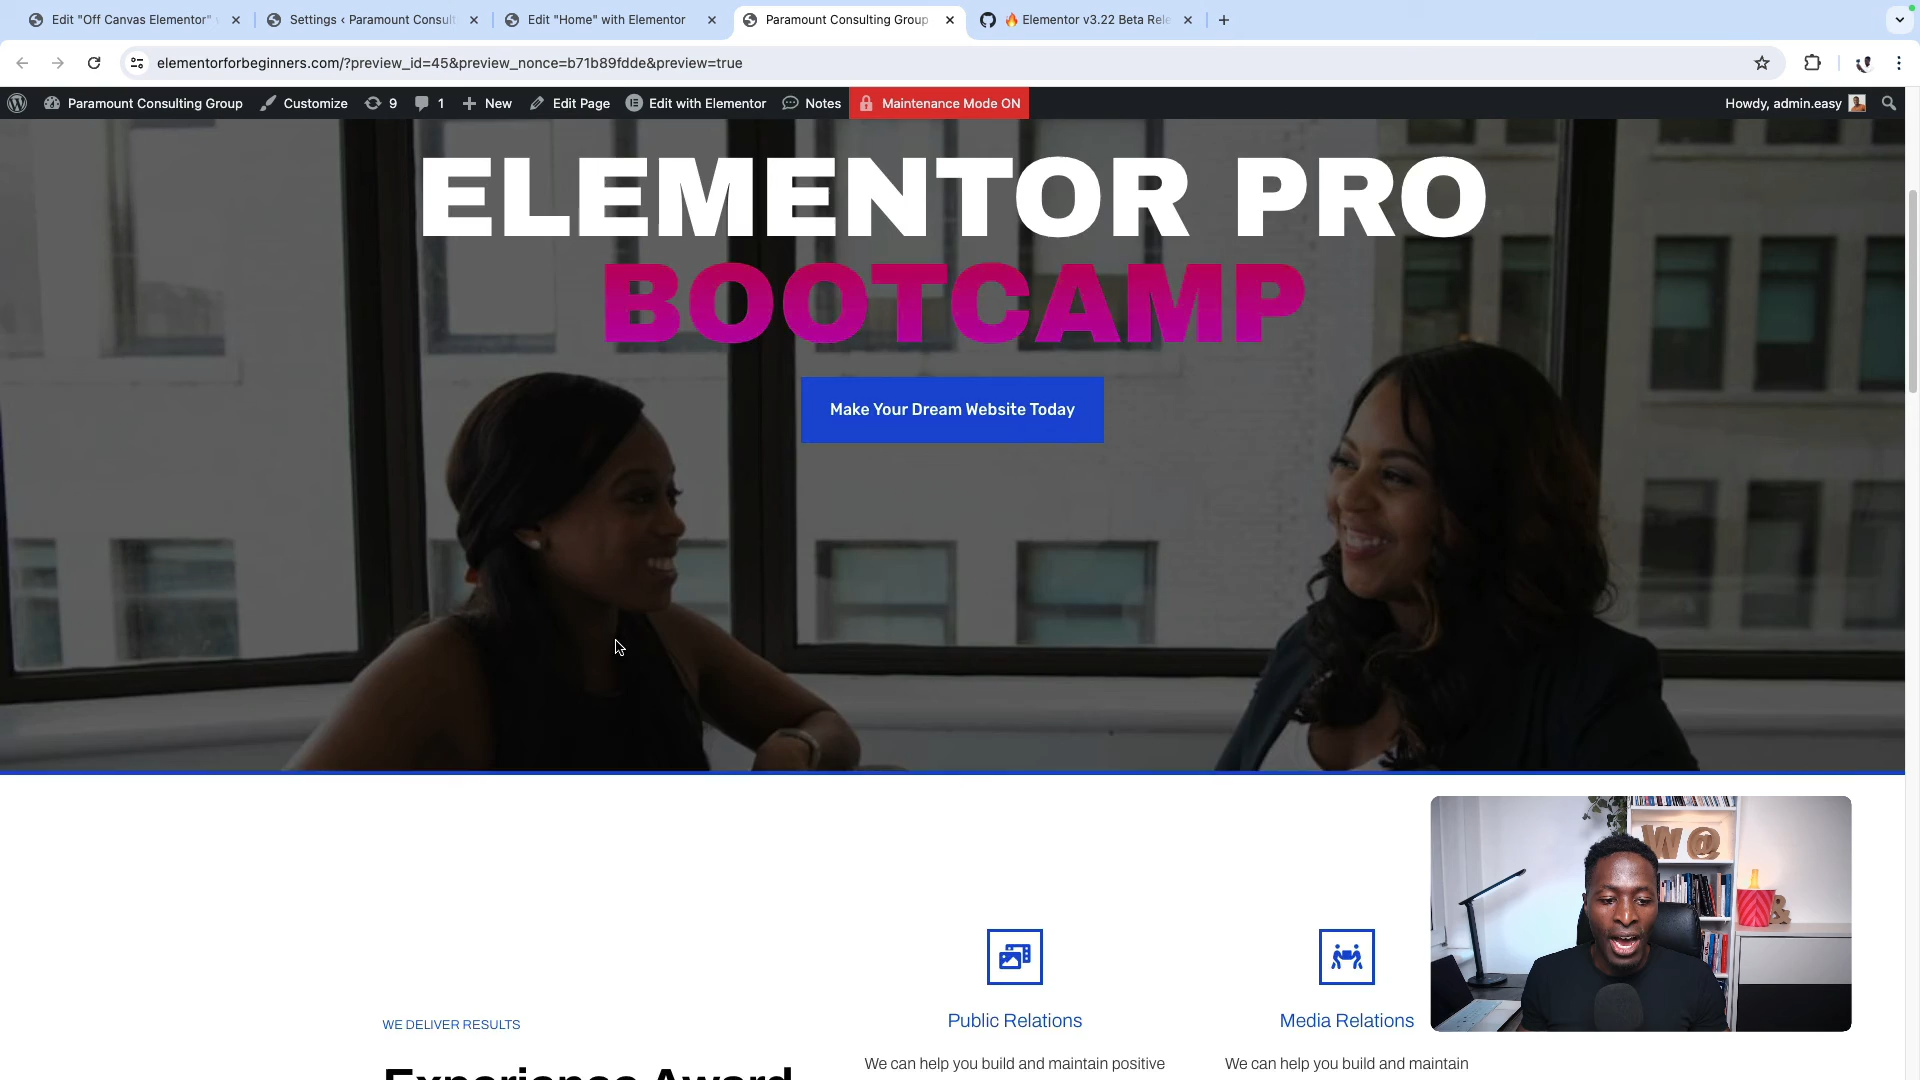 Edit "Off Canvas Elementor"
Settings ‹ Paramount Consult
Edit "Home" with Elementor
Paramount Consulting Group
🔥 Elementor v3.22 Beta Rele
elementorforbeginners.com/?preview_id=45&preview_nonce=b71b89fdde&preview=true
Paramount Consulting Group
Customize
9
1
New
Edit Page
Edit with Elementor
Notes
Maintenance Mode ON
Howdy, admin.easy
ELEMENTOR PRO
BOOTCAMP
Make Your Dream Website Today
W @
&
Public Relations
Media Relations
WE DELIVER RESULTS
We can help you build and maintain positive
We can help you build and maintain
Experience Award